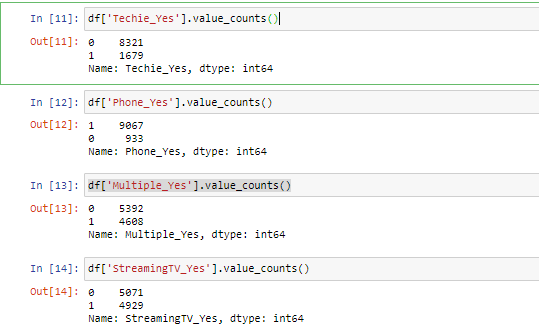 In [11]: df['Techie_Yes'].value_counts()
Out[11]: 0    8321
1    1679
Name: Techie_Yes, dtype: int64
In [12]: df['Phone_Yes'].value_counts()
Out[12]: 1    9067
0     933
Name: Phone_Yes, dtype: int64
In [13]: df['Multiple_Yes'].value_counts()
Out[13]: 0    5392
1    4608
Name: Multiple_Yes, dtype: int64
In [14]: df['StreamingTV_Yes'].value_counts()
Out[14]: 0    5071
1    4929
Name: StreamingTV_Yes, dtype: int64